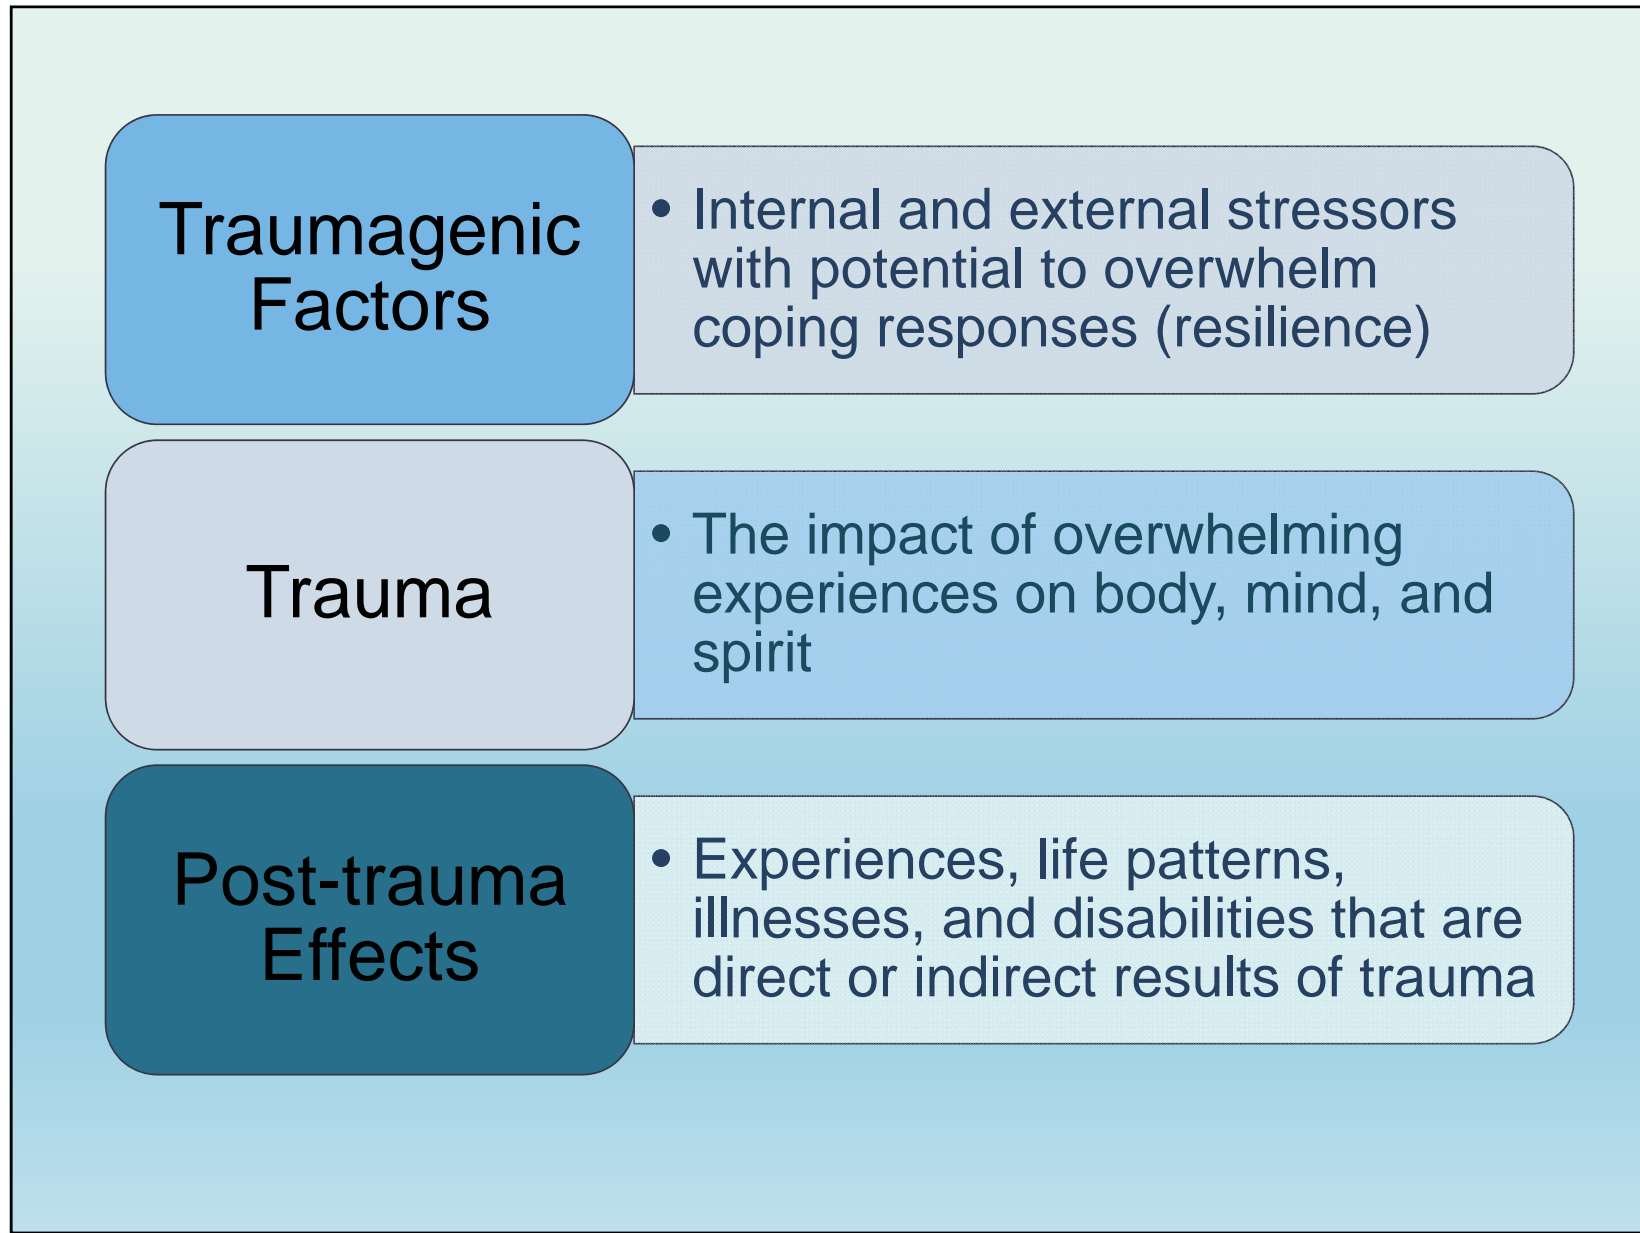 Traumagenic
Factors
• Internal and external stressors
with potential to overwhelm
coping responses (resilience)
Trauma
• The impact of overwhelming
experiences on body, mind, and
spirit
Post-trauma
Effects
• Experiences, life patterns,
illnesses, and disabilities that are
direct or indirect results of trauma